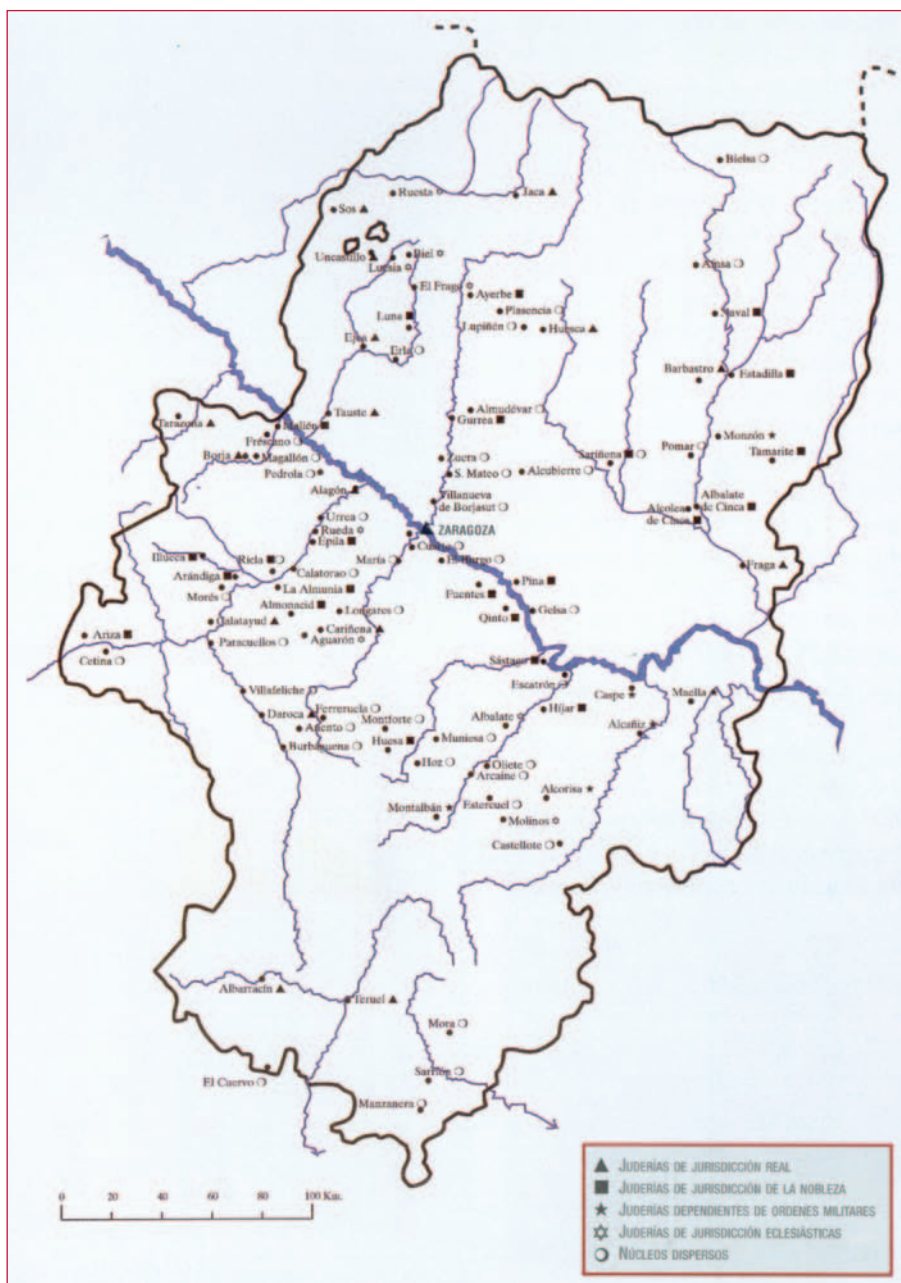 Bielsa
Ruesta
Jaca
Sos
Uncastillo
Biel
Luesia
Ainsa
El Frago
Ayerbe
Plasencia
Naval
Luna
Lupiñén
Huesca
Ejea
Erla
Barbastro
Estadilla
Tauste
Almudévar
Tarazona
Mallén
Gurrea
Fréscano
Monzón
Borja
Magallón
Zuera
Sariñena
Pomar
Tamarite
Pedrola
S. Mateo
Alcubierre
Alagón
Villanueva
de Borjasut
Alcolea
de Cinca
Albalate
de Cinca
Urrea
Rueda
ZARAGOZA
Epila
Cuarte
Illueca
Ricla
María
El Burgo
Fraga
Arándiga
Calatorao
Morés
La Almunia
Fuentes
Pina
Almonacid
Longares
Gelsa
Calatayud
Cariñena
Quinto
Ariza
Paracuellos
Aguarón
Cetina
Sástago
Escatrón
Villafeliche
Caspe
Maella
Daroca
Ferreruela
Albalate
Híjar
Anento
Montforte
Alcañiz
Burbáguena
Huesa
Muniesa
Hoz
Oliete
Arcaine
Estercuel
Alcorisa
Montalbán
Molinos
Castellote
Albarracín
Teruel
Mora
El Cuervo
Sarrión
Manzanera
0 20 40 60 80 100 Km.
JUDERÍAS DE JURISDICCIÓN REAL
JUDERÍAS DE JURISDICCIÓN DE LA NOBLEZA
JUDERÍAS DEPENDIENTES DE ORDENES MILITARES
JUDERÍAS DE JURISDICCIÓN ECLESIÁSTICAS
NÚCLEOS DISPERSOS